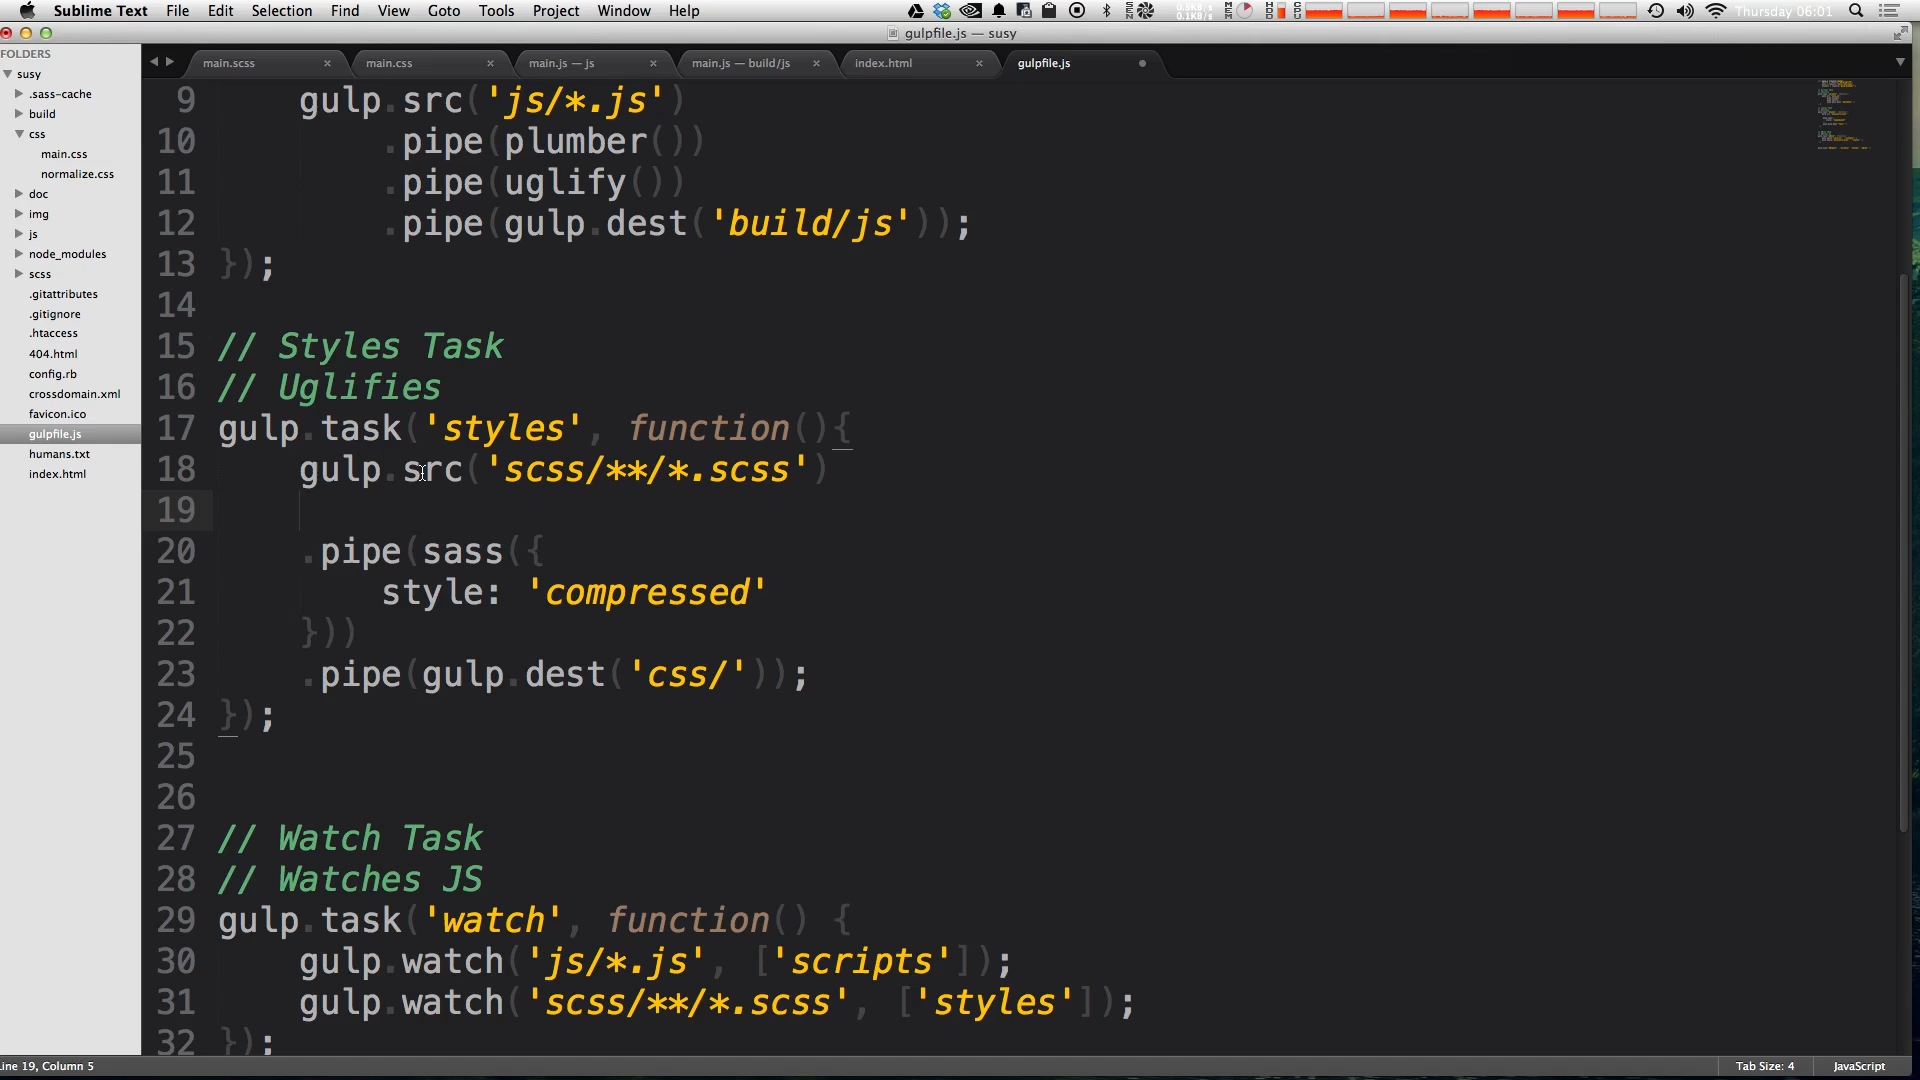 Sublime Text File Edit Selection Find View Goto Tools Project Window Help Thursday 06:01
gulpfile.js — susy
FOLDERS
susy
.sass-cache
build
css
main.css
normalize.css
doc
img
js
node_modules
scss
.gitattributes
.gitignore
.htaccess
404.html
config.rb
crossdomain.xml
favicon.ico
gulpfile.js
humans.txt
index.html
main.scss
main.css
main.js — js
main.js — build/js
index.html
gulpfile.js
9 gulp.src('js/*.js')
10 .pipe(plumber())
11 .pipe(uglify())
12 .pipe(gulp.dest('build/js'));
13 });
14
15 // Styles Task
16 // Uglifies
17 gulp.task('styles', function(){
18 gulp.src('scss/**/*.scss')
19
20 .pipe(sass({
21 style: 'compressed'
22 }))
23 .pipe(gulp.dest('css/'));
24 });
25
26
27 // Watch Task
28 // Watches JS
29 gulp.task('watch', function() {
30 gulp.watch('js/*.js', ['scripts']);
31 gulp.watch('scss/**/*.scss', ['styles']);
32 });
Line 19, Column 5
Tab Size: 4
JavaScript